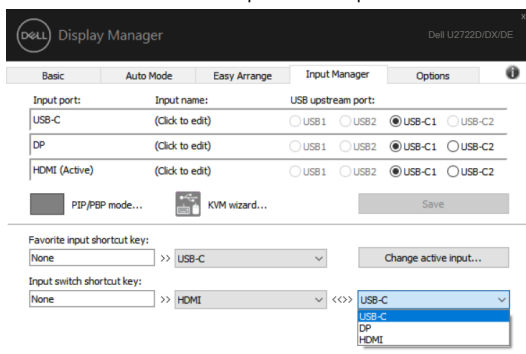 DELL Display Manager Dell U2722D/DX/DE
x
Basic Auto Mode Easy Arrange Input Manager Options
Input port: Input name: USB upstream port:
USB-C (Click to edit) USB1 USB2 USB-C1 USB-C2
DP (Click to edit) USB1 USB2 USB-C1 USB-C2
HDMI (Active) (Click to edit) USB1 USB2 USB-C1 USB-C2
PIP/PBP mode... KVM wizard... Save
Favorite input shortcut key:
None >> USB-C Change active input...
Input switch shortcut key:
None >> HDMI <<>> USB-C
USB-C
DP
HDMI